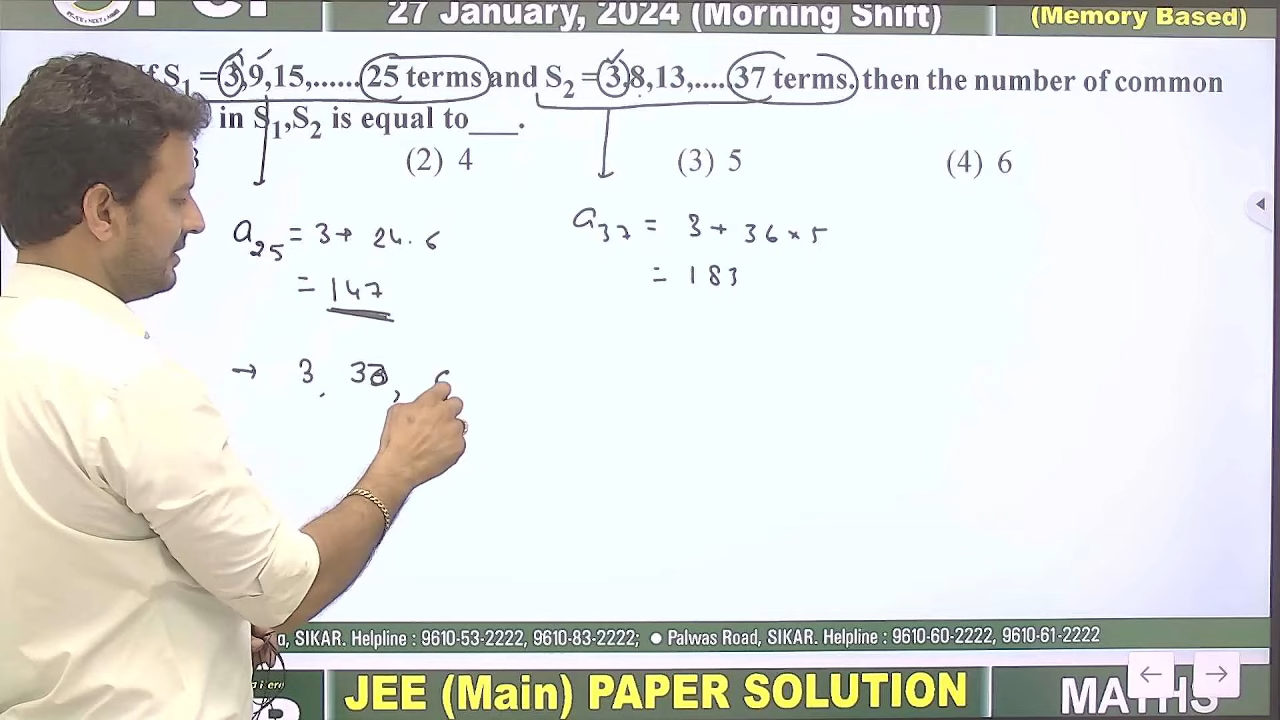 27 January, 2024 (Morning Shift)
(Memory Based)
If S1 =3,9,15,......25 terms and S2 =3,8,13,....37 terms. then the number of common
in S1,S2 is equal to___.
(2) 4
(3) 5
(4) 6
a25 = 3+ 24.6
= 147
a37 = 3+ 36×5
= 183
→ 3, 33,
SIKAR. Helpline : 9610-53-2222, 9610-83-2222; ● Palwas Road, SIKAR. Helpline : 9610-60-2222, 9610-61-2222
JEE (Main) PAPER SOLUTION
MATHS